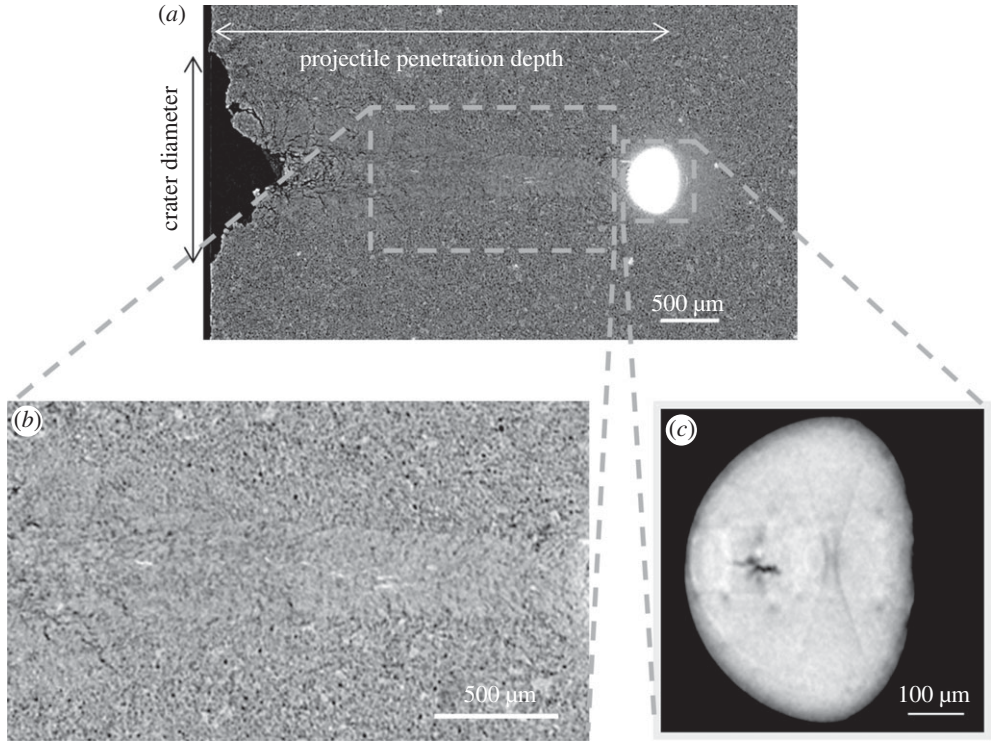 (a)
projectile penetration depth
crater diameter
500 µm
(b)
500 µm
(c)
100 µm